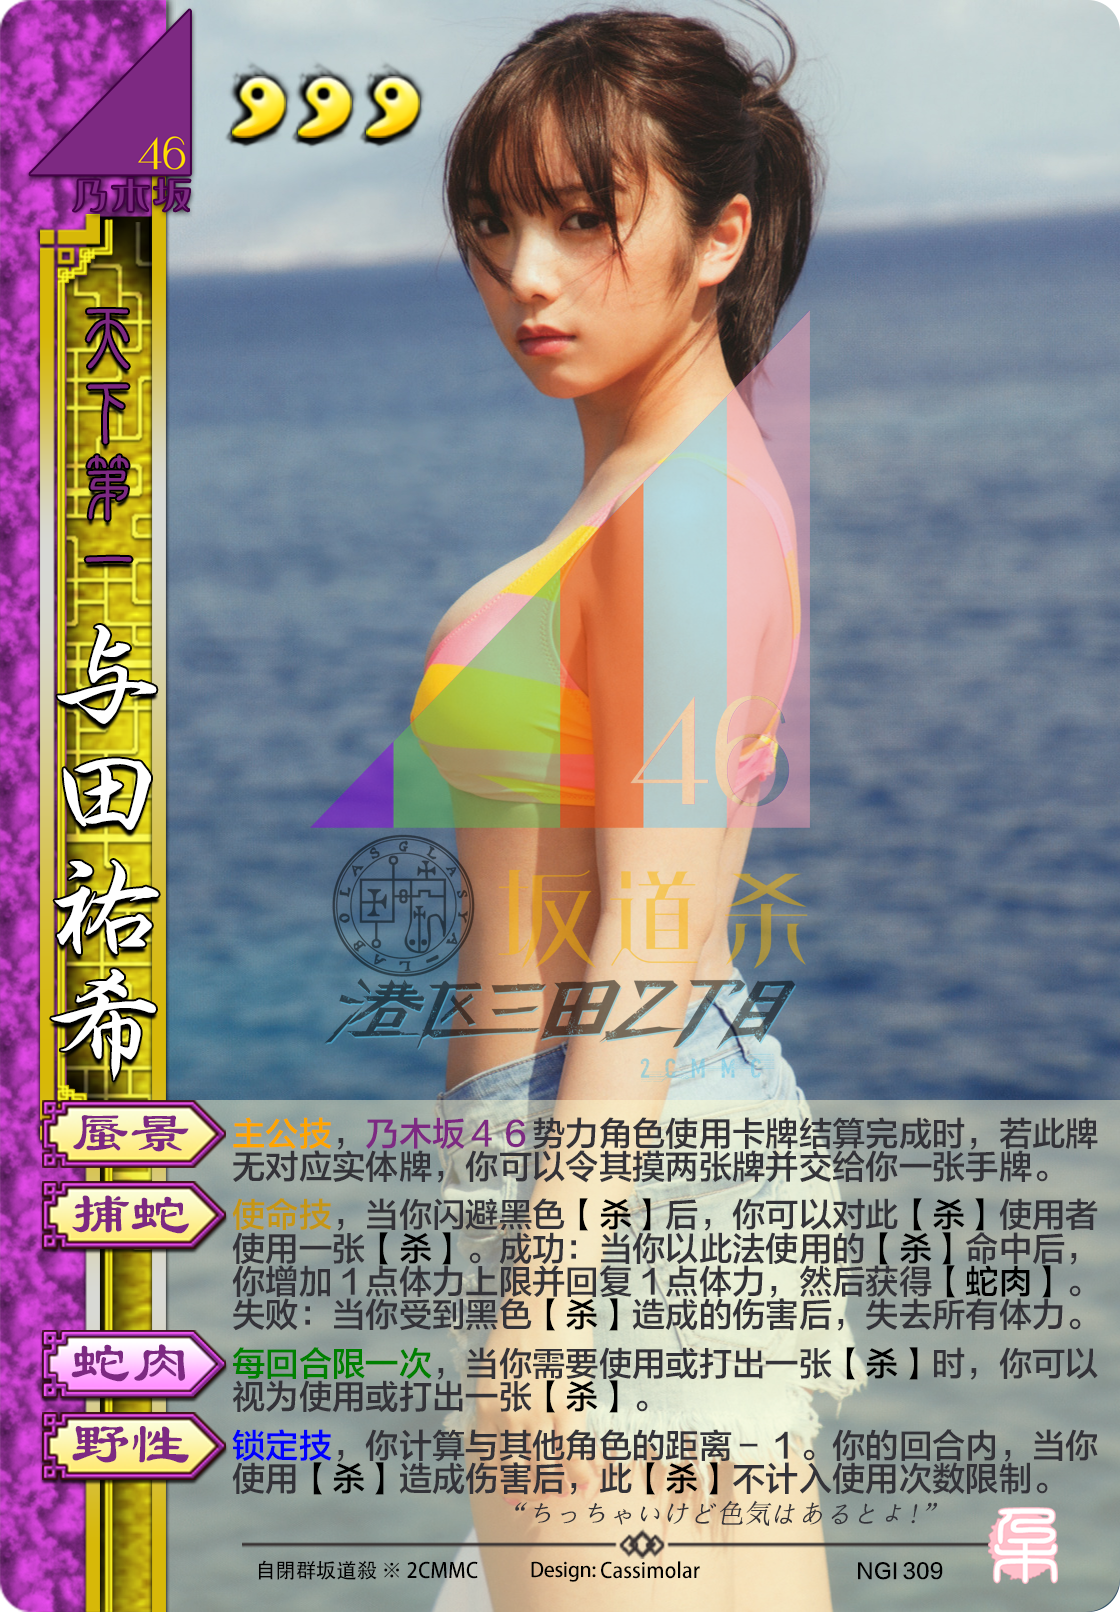 46
乃木坂
天下第一
与田祐希
46
GLASYA-LABOLAS
坂道杀
港区三田2丁目
2CMMC
蜃景
主公技，乃木坂４６势力角色使用卡牌结算完成时，若此牌
无对应实体牌，你可以令其摸两张牌并交给你一张手牌。
捕蛇
使命技，当你闪避黑色【杀】后，你可以对此【杀】使用者
使用一张【杀】。成功：当你以此法使用的【杀】命中后，
你增加１点体力上限并回复１点体力，然后获得【蛇肉】。
失败：当你受到黑色【杀】造成的伤害后，失去所有体力。
蛇肉
每回合限一次，当你需要使用或打出一张【杀】时，你可以
视为使用或打出一张【杀】。
野性
锁定技，你计算与其他角色的距离－１。你的回合内，当你
使用【杀】造成伤害后，此【杀】不计入使用次数限制。
“ちっちゃいけど色気はあるとよ！”
自閉群坂道殺 ※ 2CMMC
Design: Cassimolar
NGI 309